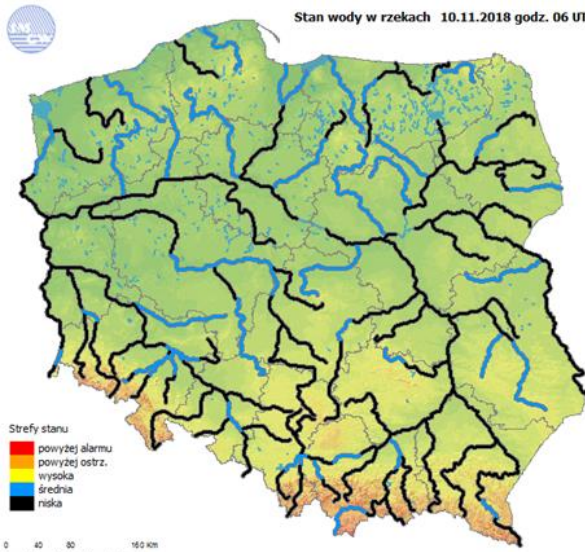 Stan wody w rzekach 10.11.2018 godz. 06 UT
Strefy stanu
powyżej alarmu
powyżej ostrz.
wysoka
średnia
niska
0 40 80 160 Km